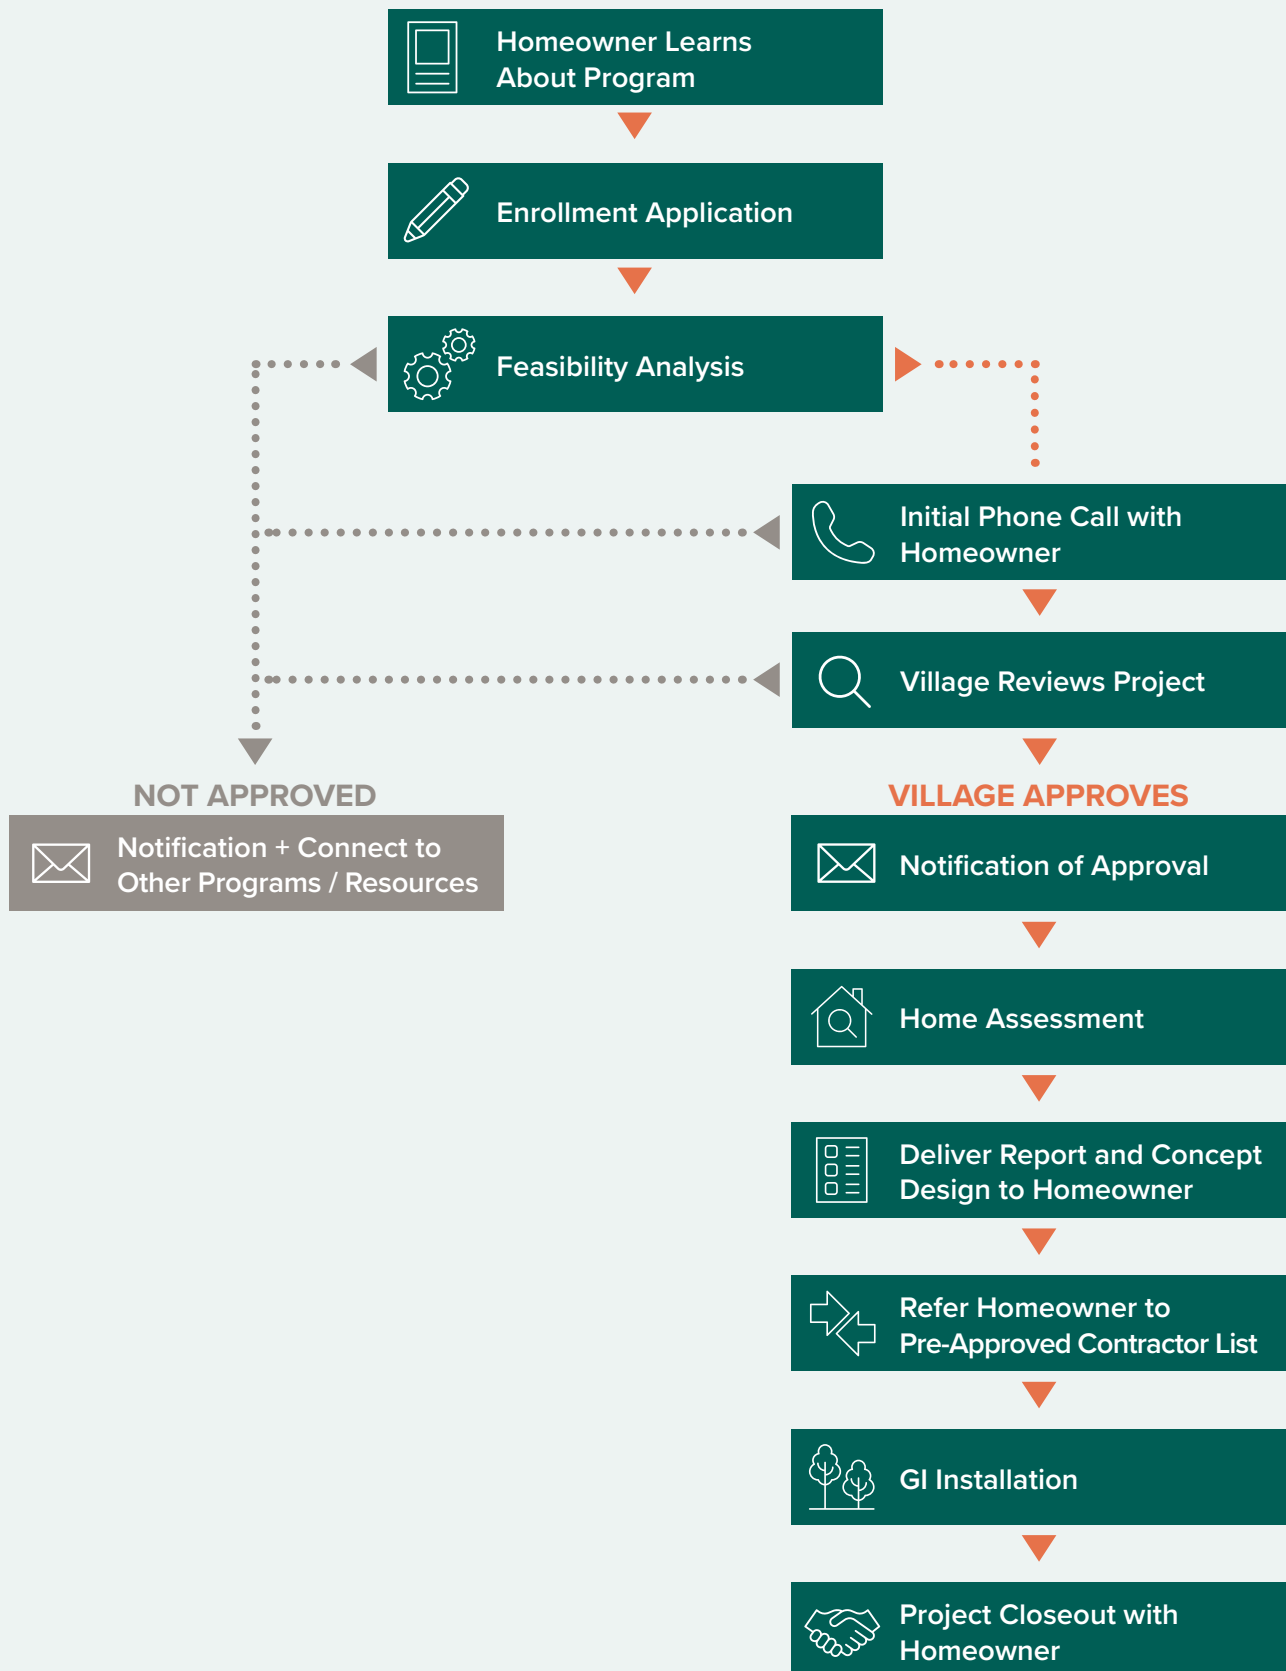 Homeowner Learns
About Program
Enrollment Application
Feasibility Analysis
Initial Phone Call with
Homeowner
Village Reviews Project
NOT APPROVED
Notification + Connect to
Other Programs / Resources
VILLAGE APPROVES
Notification of Approval
Home Assessment
Deliver Report and Concept
Design to Homeowner
Refer Homeowner to
Pre-Approved Contractor List
GI Installation
Project Closeout with
Homeowner